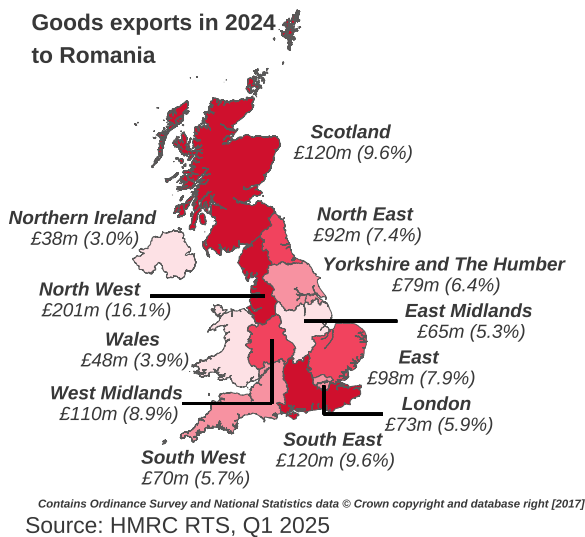 Goods exports in 2024
to Romania
Scotland
£120m (9.6%)
Northern Ireland
£38m (3.0%)
North East
£92m (7.4%)
Yorkshire and The Humber
£79m (6.4%)
North West
£201m (16.1%)
East Midlands
£65m (5.3%)
Wales
£48m (3.9%)
East
£98m (7.9%)
West Midlands
£110m (8.9%)
London
£73m (5.9%)
South East
£120m (9.6%)
South West
£70m (5.7%)
Contains Ordinance Survey and National Statistics data © Crown copyright and database right [2017]
Source: HMRC RTS, Q1 2025